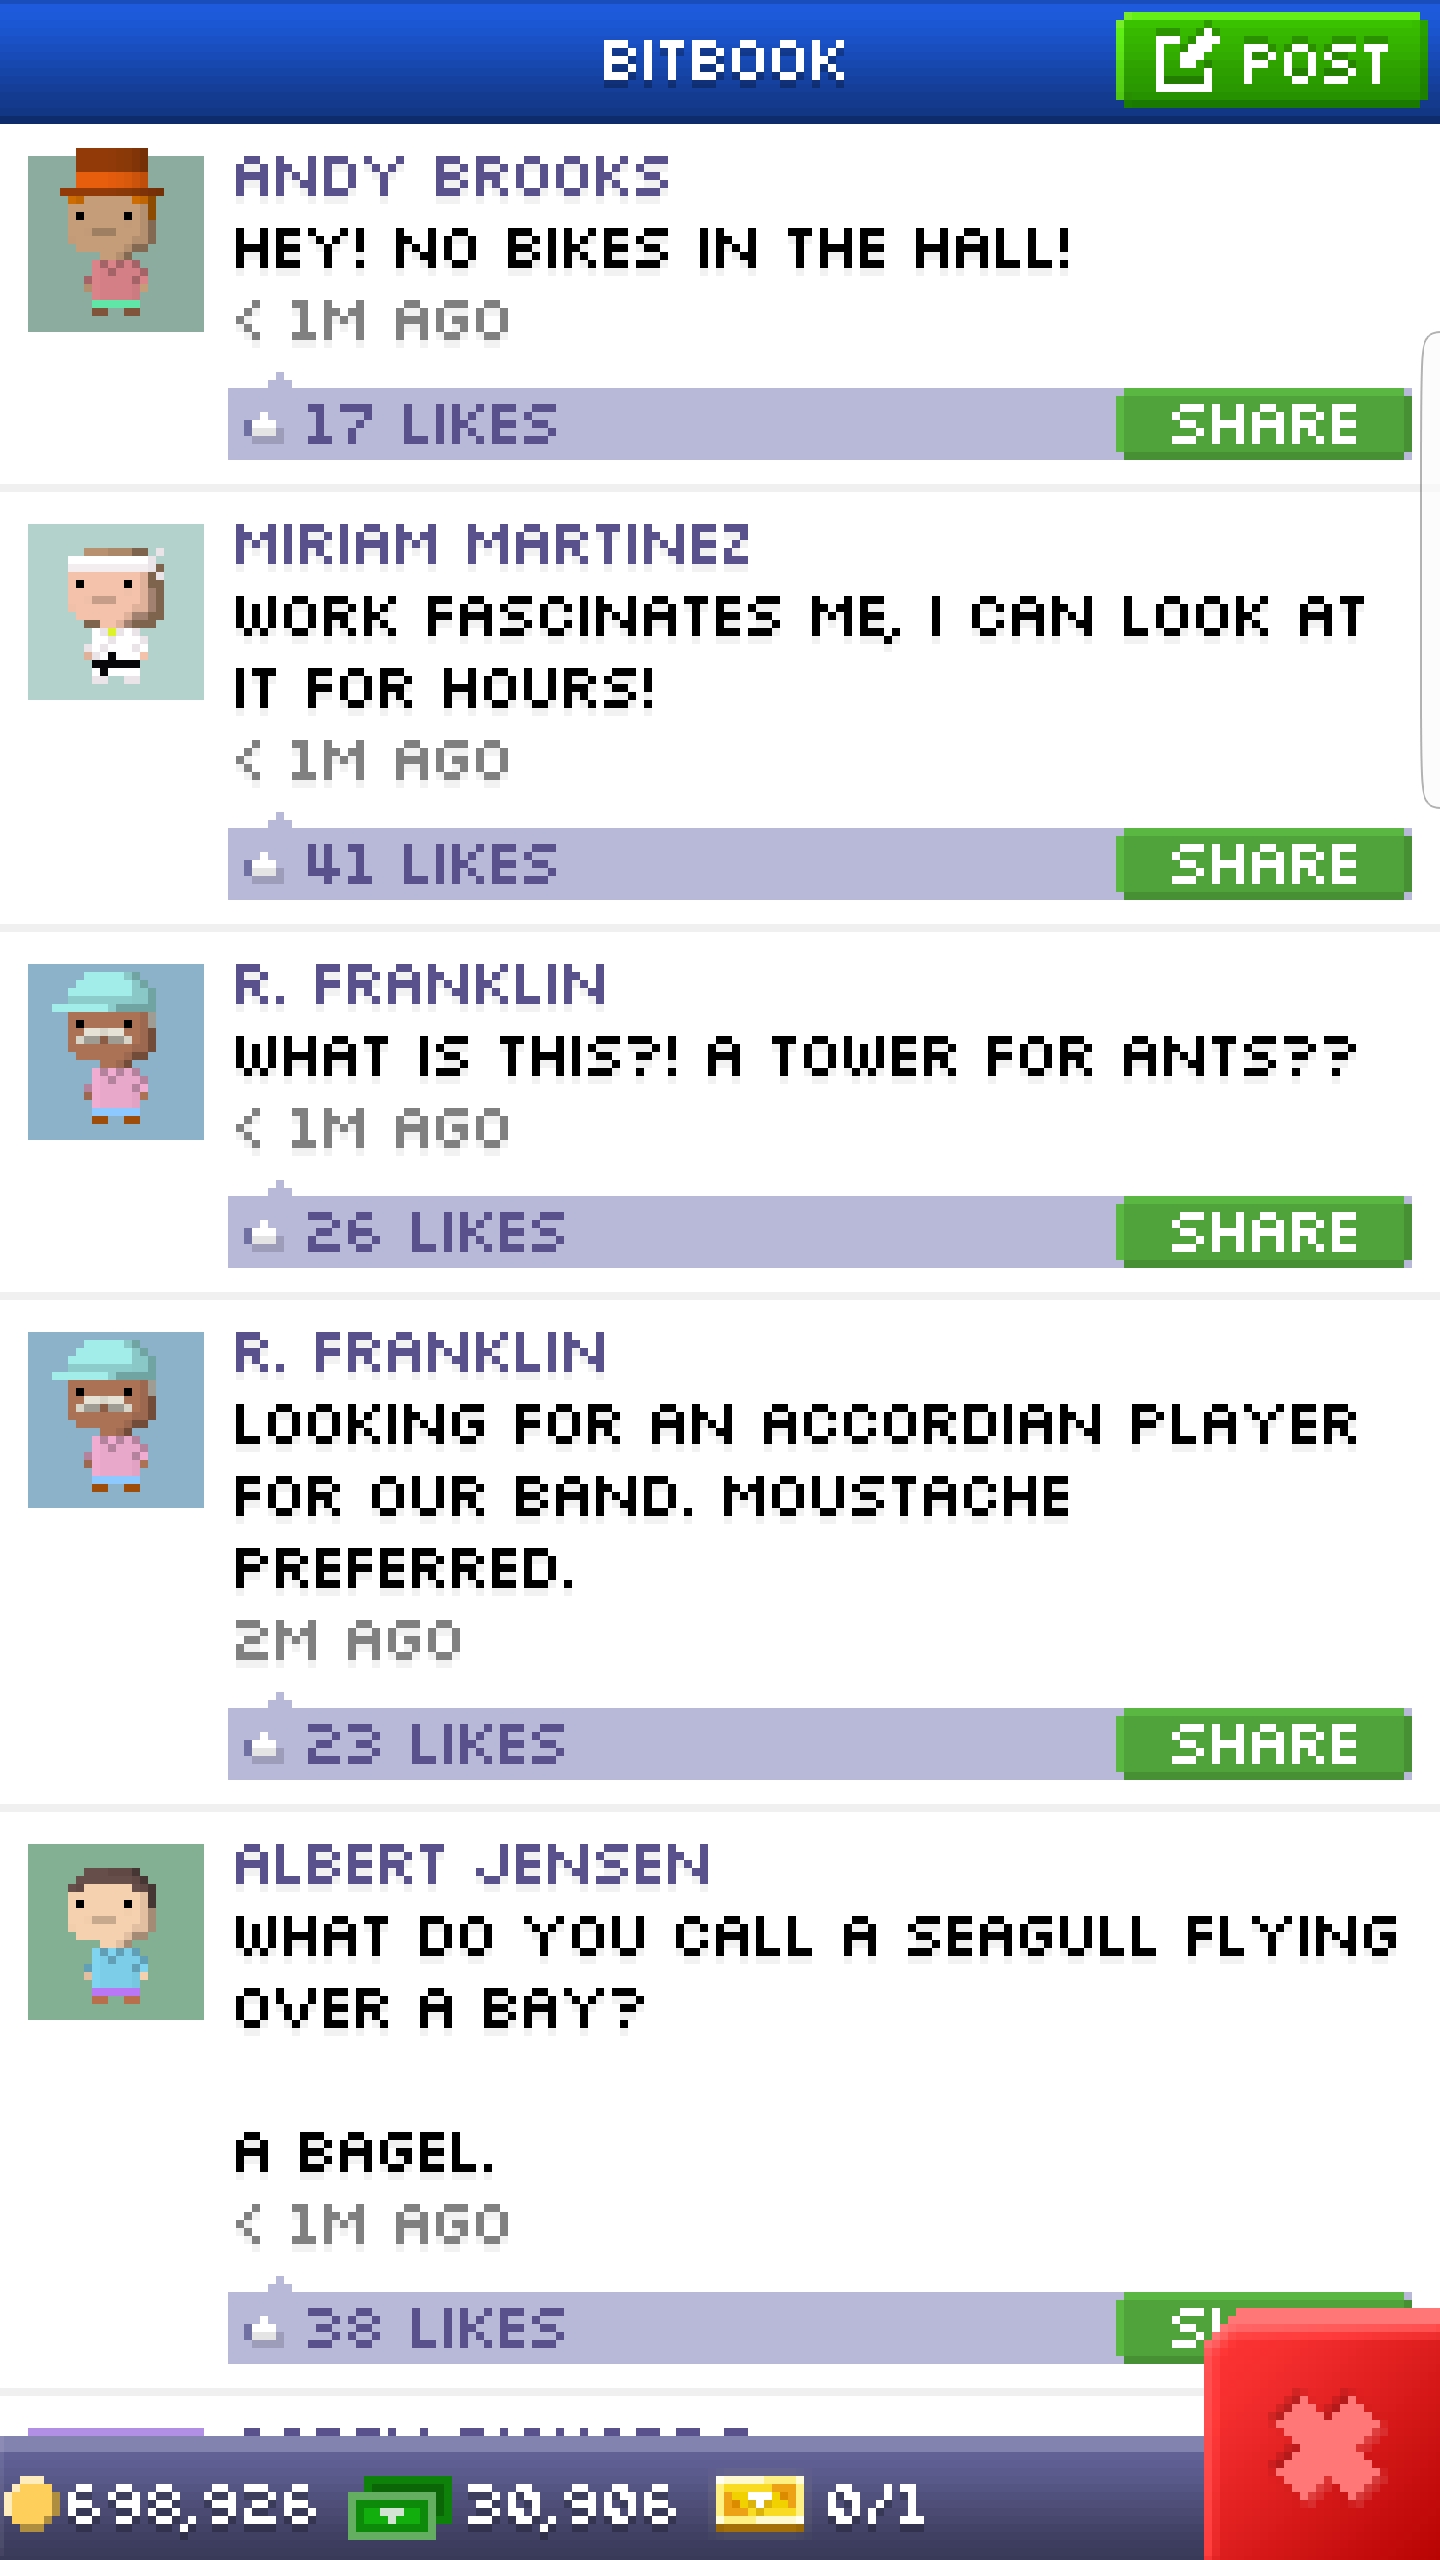 BITBOOK
POST
ANDY BROOKS
HEY! NO BIKES IN THE HALL!
< 1M AGO
17 LIKES
SHARE
MIRIAM MARTINEZ
WORK FASCINATES ME, I CAN LOOK AT
IT FOR HOURS!
< 1M AGO
41 LIKES
SHARE
R. FRANKLIN
WHAT IS THIS?! A TOWER FOR ANTS??
< 1M AGO
26 LIKES
SHARE
R. FRANKLIN
LOOKING FOR AN ACCORDIAN PLAYER
FOR OUR BAND. MOUSTACHE
PREFERRED.
2M AGO
23 LIKES
SHARE
ALBERT JENSEN
WHAT DO YOU CALL A SEAGULL FLYING
OVER A BAY?
A BAGEL.
< 1M AGO
38 LIKES
698,926
30,906
0/1